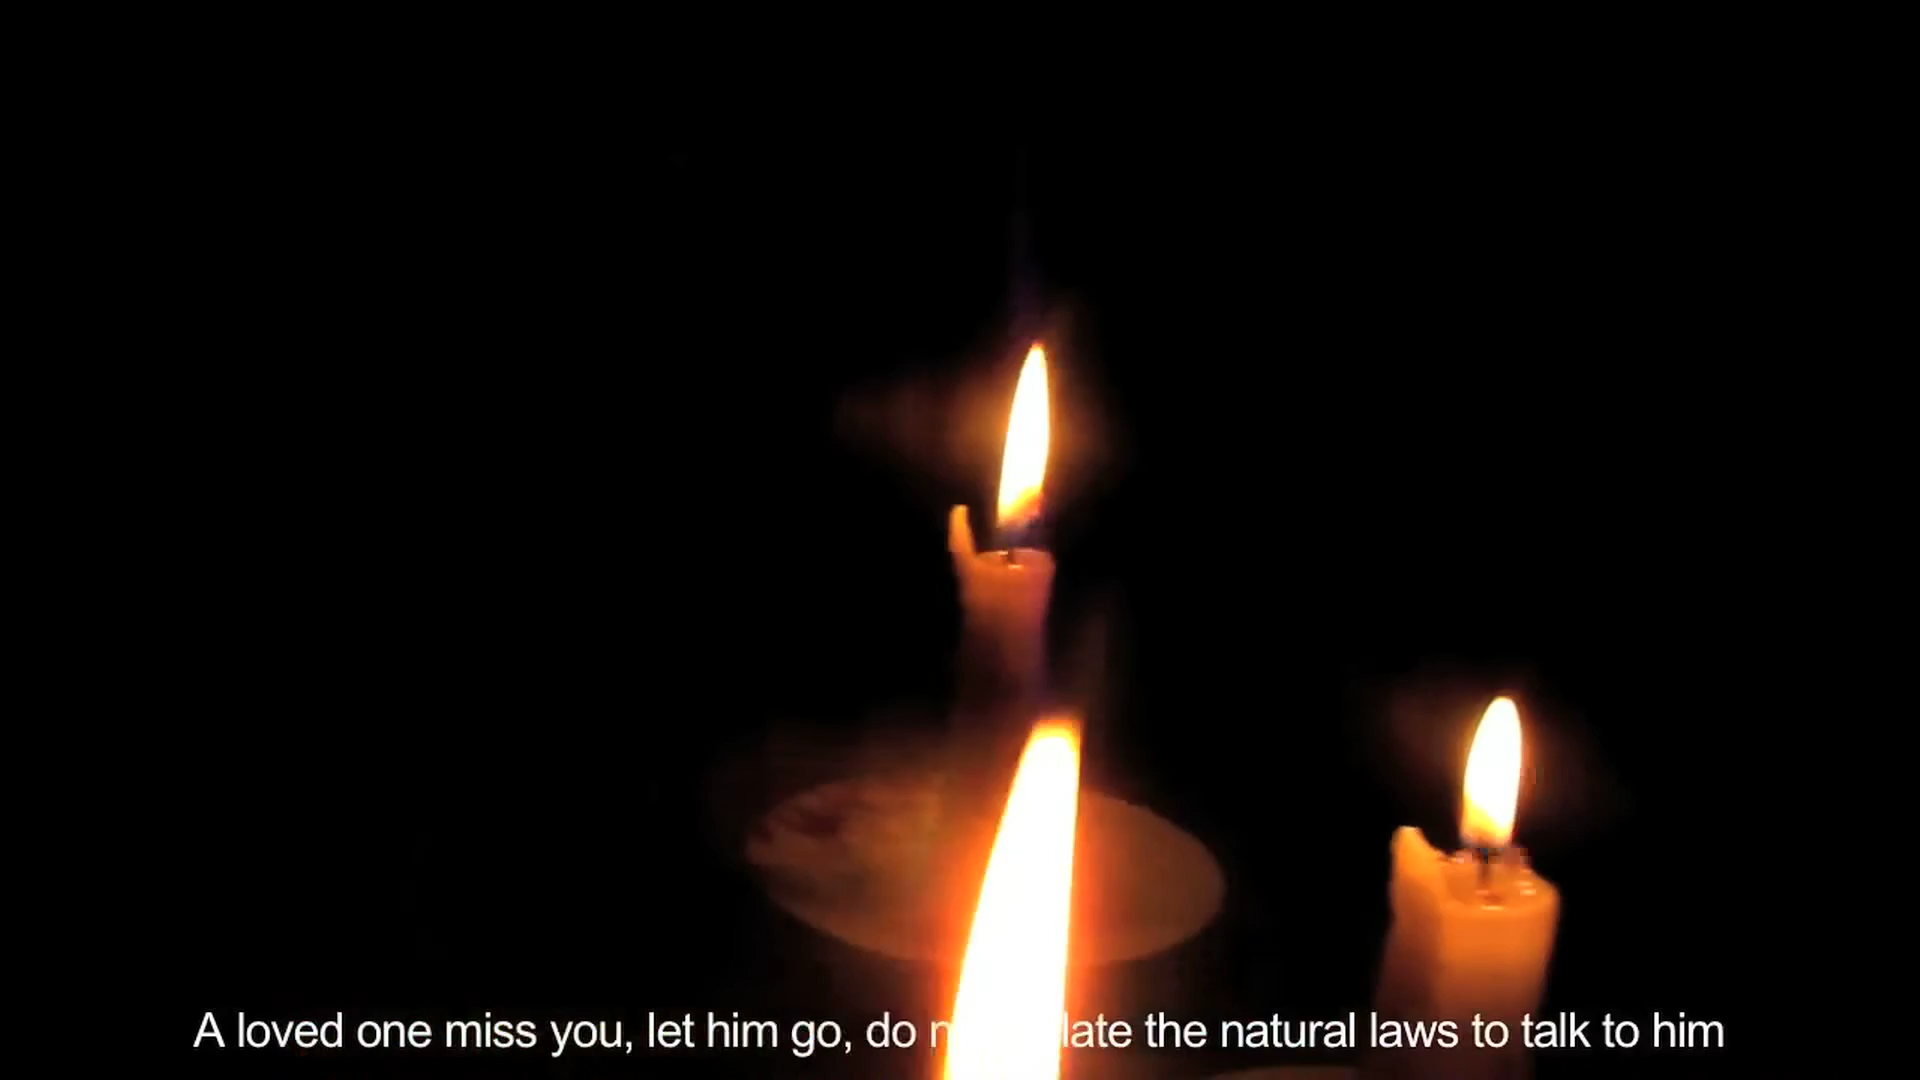 A loved one miss you, let him go, do the natural laws to talk to him